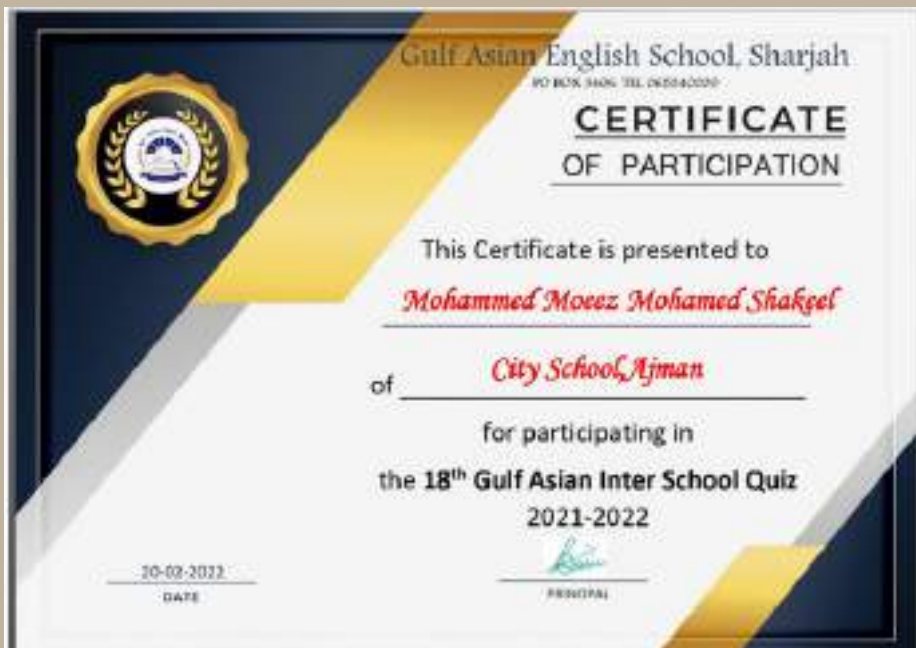 Gulf Asian English School, Sharjah
CERTIFICATE
OF PARTICIPATION
This Certificate is presented to
Mohammed Moeez Mohamed Shakeel
of City School,Ajman
for participating in
the 18th Gulf Asian Inter School Quiz
2021-2022
20-02-2022
DATE
PRINCIPAL